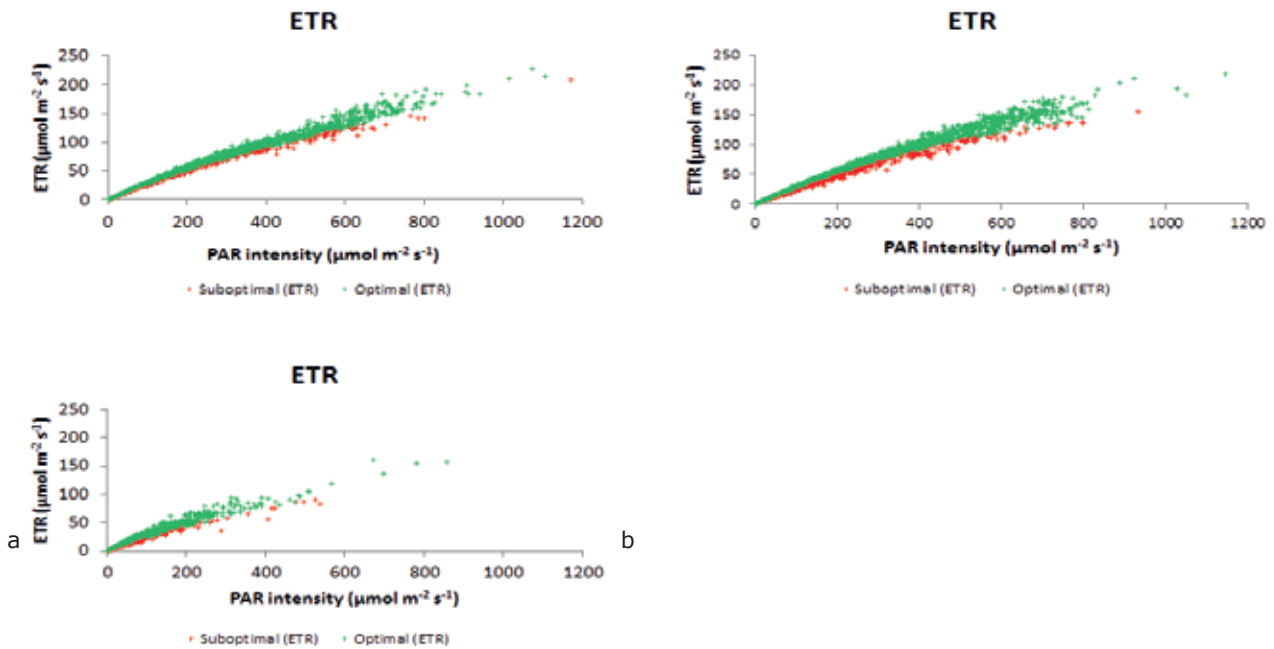 ETR
250
200
150
100
50
0
ETR (µmol m-2 s-1)
0 200 400 600 800 1000 1200
PAR intensity (µmol m-2 s-1)
Suboptimal (ETR) Optimal (ETR)
ETR
250
200
150
100
50
0
ETR (µmol m-2 s-1)
0 200 400 600 800 1000 1200
PAR intensity (µmol m-2 s-1)
Suboptimal (ETR) Optimal (ETR)
ETR
250
200
150
100
50
0
ETR (µmol m-2 s-1)
a
b
0 200 400 600 800 1000 1200
PAR intensity (µmol m-2 s-1)
Suboptimal (ETR) Optimal (ETR)